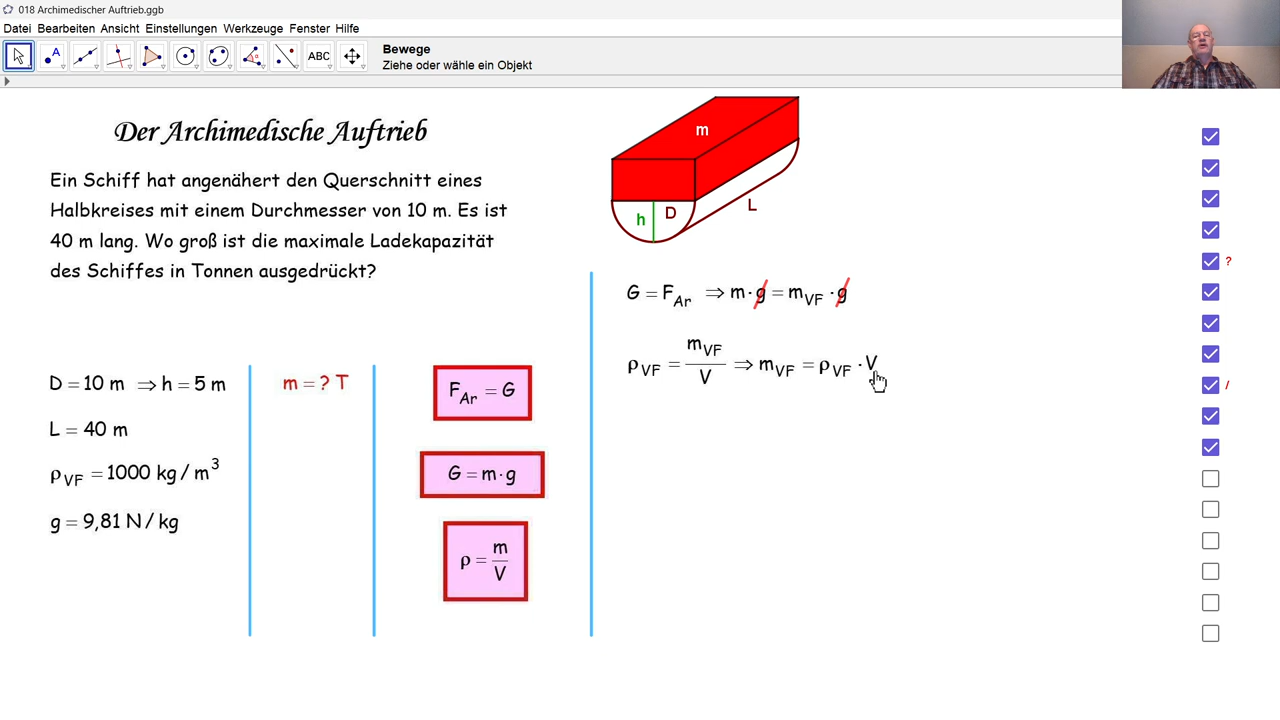 018 Archimedischer Auftrieb.ggb
Datei Bearbeiten Ansicht Einstellungen Werkzeuge Fenster Hilfe
A
ABC
Bewege
Ziehe oder wähle ein Objekt
Der Archimedische Auftrieb
Ein Schiff hat angenähert den Querschnitt eines
Halbkreises mit einem Durchmesser von 10 m. Es ist
40 m lang. Wo groß ist die maximale Ladekapazität
des Schiffes in Tonnen ausgedrückt?
m
h D L
G = F_Ar ⇒ m · g = m_VF · g
ρ_VF = m_VF / V ⇒ m_VF = ρ_VF · V
D = 10 m ⇒ h = 5 m
L = 40 m
ρ_VF = 1000 kg / m³
g = 9,81 N / kg
m = ? T
F_Ar = G
G = m · g
ρ = m / V
?
/